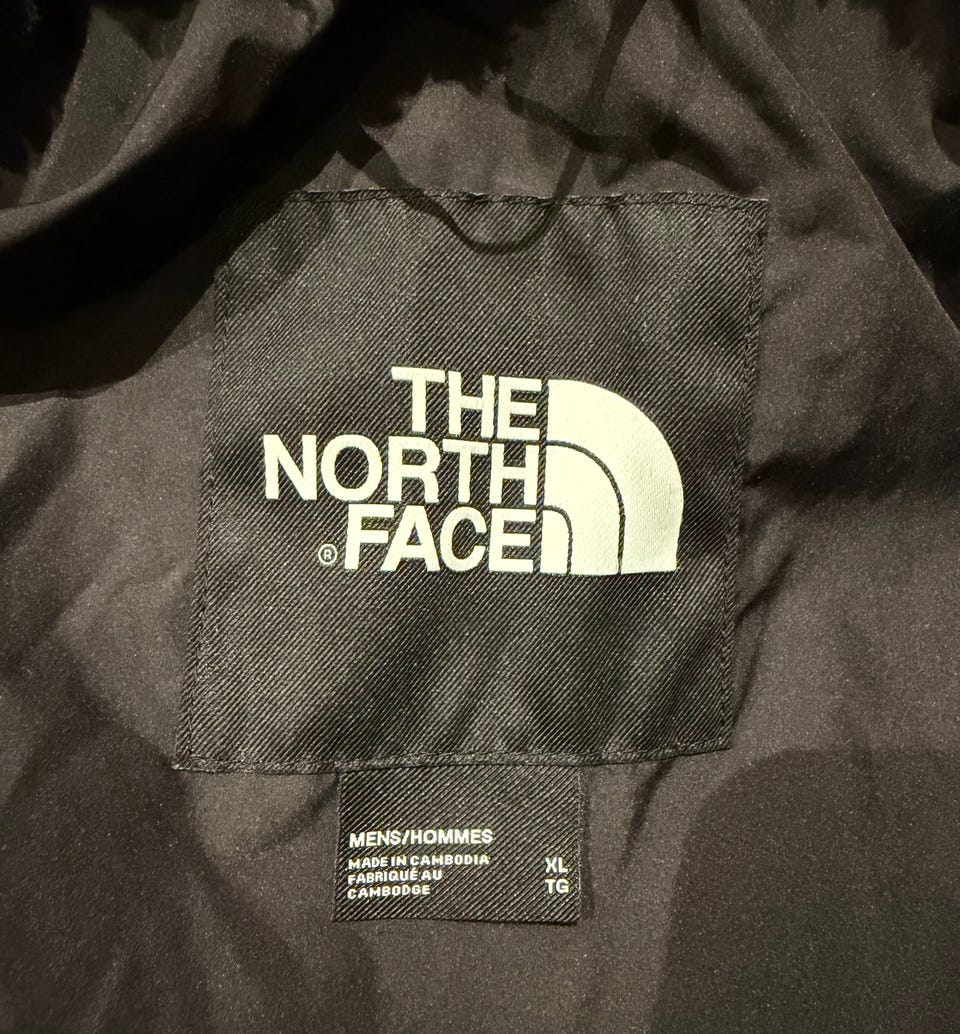 THE
NORTH
® FACE
MENS/HOMMES
MADE IN CAMBODIA
FABRIQUÉ AU
CAMBODGE
XL
TG